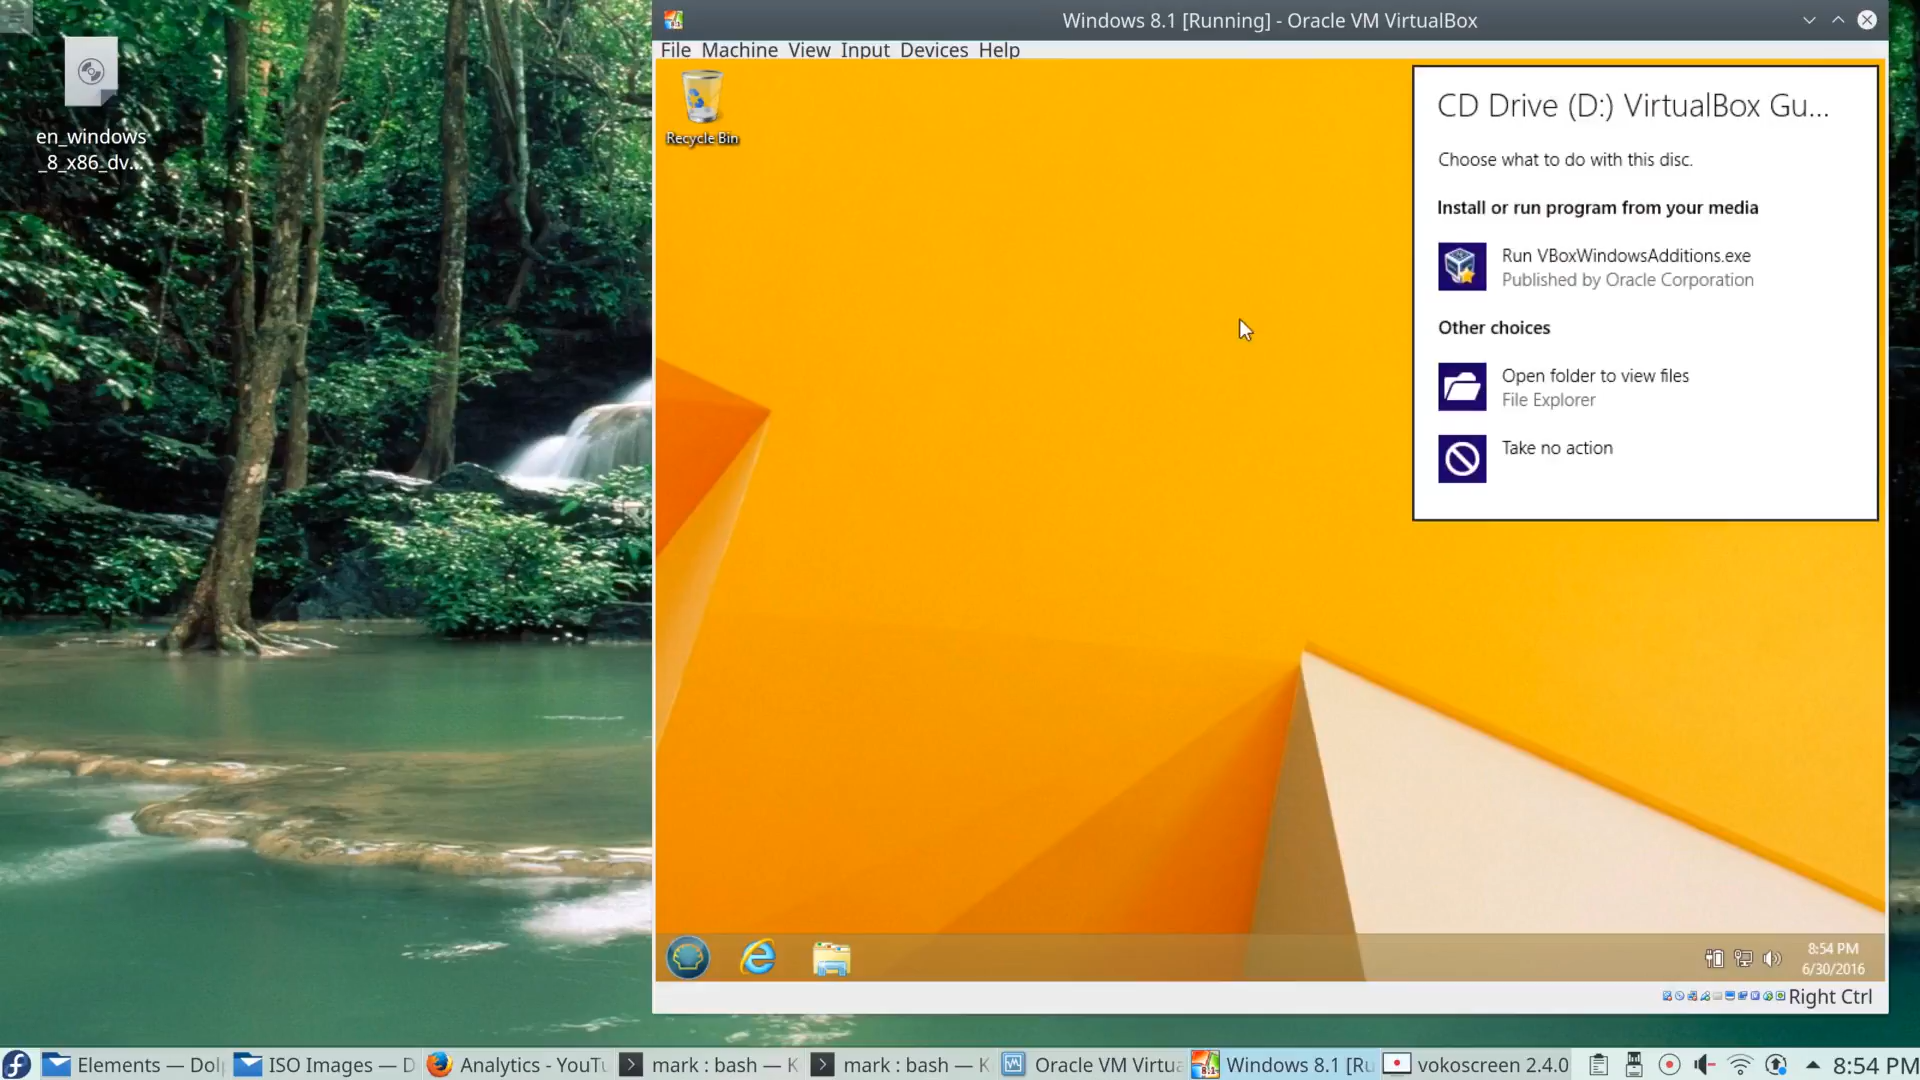 en_windows
_8_x86_dv...
Windows 8.1 [Running] - Oracle VM VirtualBox
File Machine View Input Devices Help
Recycle Bin
CD Drive (D:) VirtualBox Gu...
Choose what to do with this disc.
Install or run program from your media
Run VBoxWindowsAdditions.exe
Published by Oracle Corporation
Other choices
Open folder to view files
File Explorer
Take no action
8:54 PM
6/30/2016
Right Ctrl
Elements — Dol
ISO Images — D
Analytics - YouTu
mark : bash — K
mark : bash — K
Oracle VM Virtua
Windows 8.1 [Ru
vokoscreen 2.4.0
8:54 PM